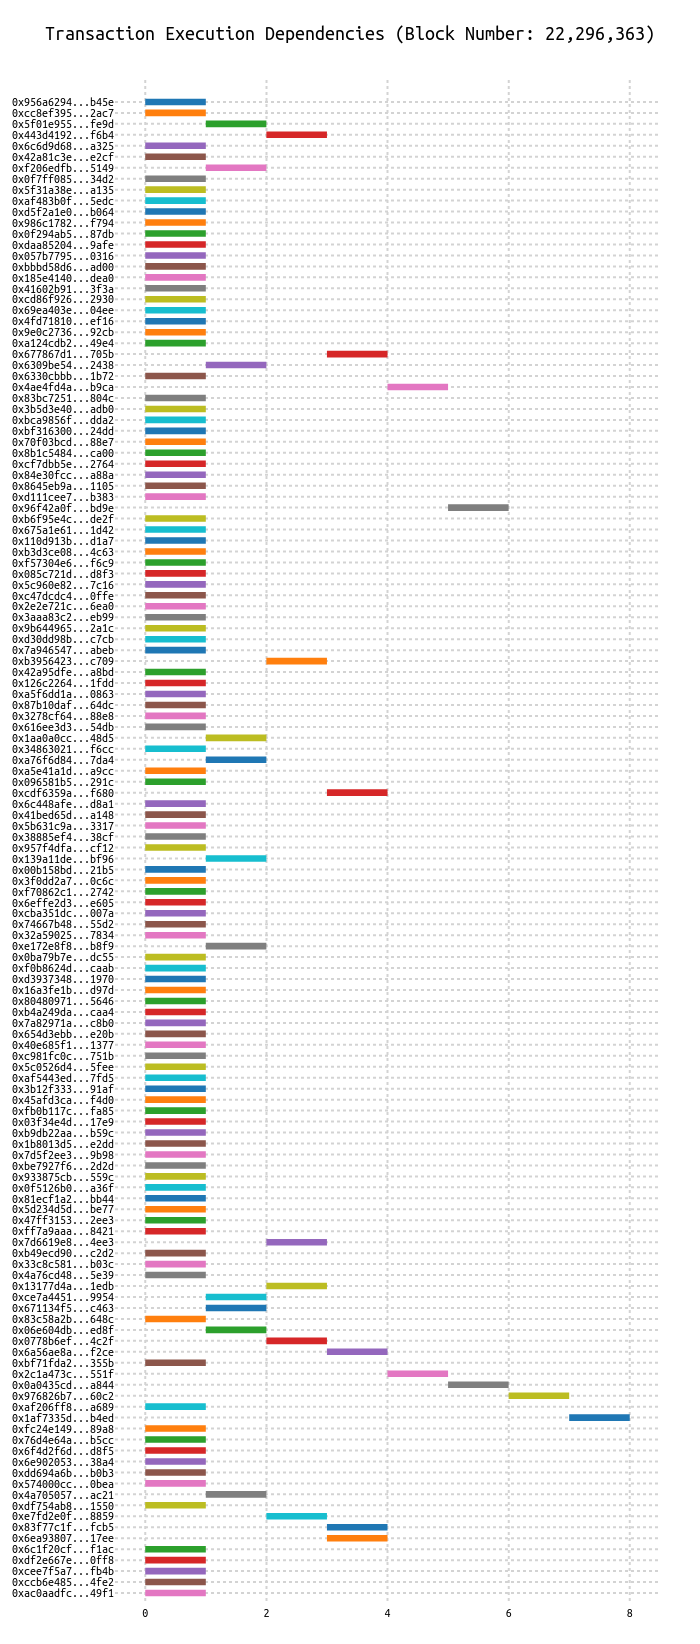 Transaction Execution Dependencies (Block Number: 22,296,363)
0x956a6294...b45e
0xcc8ef395...2ac7
0x5f01e955...fe9d
0x443d4192...f6b4
0x6c6d9d68...a325
0x42a81c3e...e2cf
0xf206edfb...5149
0x0f7ff085...34d2
0x5f31a38e...a135
0xaf483b0f...5edc
0xd5f2a1e0...b064
0x986c1782...f794
0x0f294ab5...87db
0xdaa85204...9afe
0x057b7795...0316
0xbbbd58d6...ad00
0x185e4140...dea0
0x41602b91...3f3a
0xcd86f926...2930
0x69ea403e...04ee
0x4fd71810...ef16
0x9e0c2736...92cb
0xa124cdb2...49e4
0x677867d1...705b
0x6309be54...2438
0x6330cbbb...1b72
0x4ae4fd4a...b9ca
0x83bc7251...804c
0x3b5d3e40...adb0
0xbca9856f...dda2
0xbf316300...24dd
0x70f03bcd...88e7
0x8b1c5484...ca00
0xcf7dbb5e...2764
0x84e30fcc...a88a
0x8645eb9a...1105
0xd111cee7...b383
0x96f42a0f...bd9e
0xb6f95e4c...de2f
0x675a1e61...1d42
0x110d913b...d1a7
0xb3d3ce08...4c63
0xf57304e6...f6c9
0x085c721d...d8f3
0x5c960e82...7c16
0xc47dcdc4...0ffe
0x2e2e721c...6ea0
0x3aaa83c2...eb99
0x9b644965...2a1c
0xd30dd98b...c7cb
0x7a946547...abeb
0xb3956423...c709
0x42a95dfe...a8bd
0x126c2264...1fdd
0xa5f6dd1a...0863
0x87b10daf...64dc
0x3278cf64...88e8
0x616ee3d3...54db
0x1aa0a0cc...48d5
0x34863021...f6cc
0xa76f6d84...7da4
0xa5e41a1d...a9cc
0x096581b5...291c
0xcdf6359a...f680
0x6c448afe...d8a1
0x41bed65d...a148
0x5b631c9a...3317
0x38885ef4...38cf
0x957f4dfa...cf12
0x139a11de...bf96
0x00b158bd...21b5
0x3f0dd2a7...0c6c
0xf70862c1...2742
0x6effe2d3...e605
0xcba351dc...007a
0x74667b48...55d2
0x32a59025...7834
0xe172e8f8...b8f9
0x0ba79b7e...dc55
0xf0b8624d...caab
0xd3937348...1970
0x16a3fe1b...d97d
0x80480971...5646
0xb4a249da...caa4
0x7a82971a...c8b0
0x654d3ebb...e20b
0x40e685f1...1377
0xc981fc0c...751b
0x5c0526d4...5fee
0xaf5443ed...7fd5
0x3b12f333...91af
0x45afd3ca...f4d0
0xfb0b117c...fa85
0x03f34e4d...17e9
0xb9db22aa...b59c
0x1b8013d5...e2dd
0x7d5f2ee3...9b98
0xbe7927f6...2d2d
0x933875cb...559c
0x0f5126b0...a36f
0x81ecf1a2...bb44
0x5d234d5d...be77
0x47ff3153...2ee3
0xff7a9aaa...8421
0x7d6619e8...4ee3
0xb49ecd90...c2d2
0x33c8c581...b03c
0x4a76cd48...5e39
0x13177d4a...1edb
0xce7a4451...9954
0x671134f5...c463
0x83c58a2b...648c
0x06e604db...ed8f
0x0778b6ef...4c2f
0x6a56ae8a...f2ce
0xbf71fda2...355b
0x2c1a473c...551f
0x0a0435cd...a844
0x976826b7...60c2
0xaf206ff8...a689
0x1af7335d...b4ed
0xfc24e149...89a8
0x76d4e64a...b5cc
0x6f4d2f6d...d8f5
0x6e902053...38a4
0xdd694a6b...b0b3
0x574000cc...0bea
0x4a705057...ac21
0xdf754ab8...1550
0xe7fd2e0f...8859
0x83f77c1f...fcb5
0x6ea93807...17ee
0x6c1f20cf...f1ac
0xdf2e667e...0ff8
0xcee7f5a7...fb4b
0xccb6e485...4fe2
0xac0aadfc...49f1
0 2 4 6 8